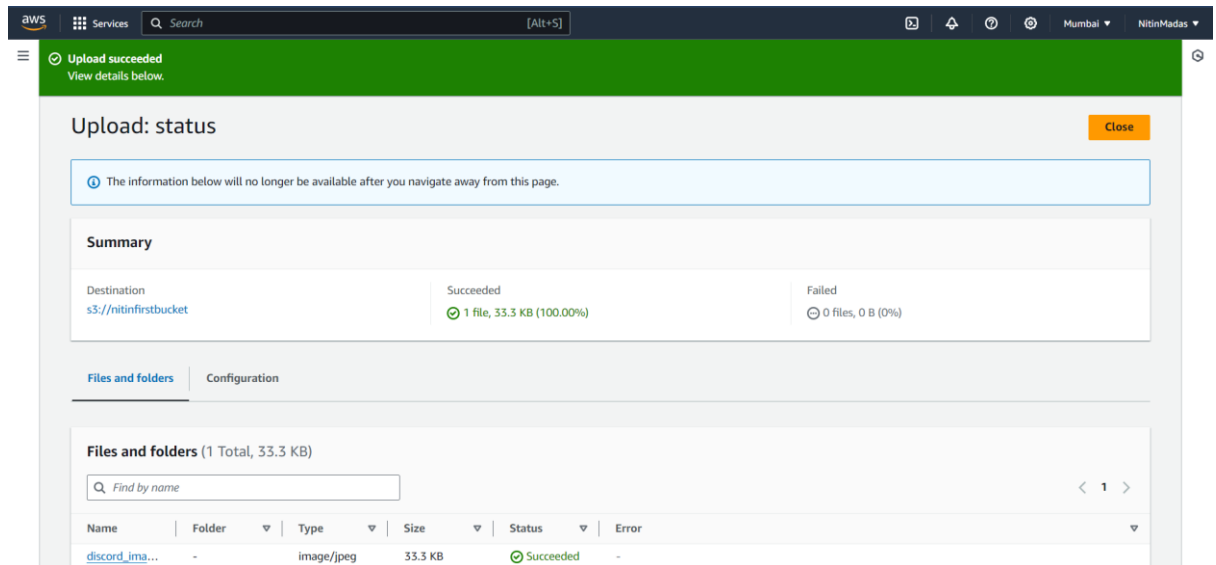 aws Services Search [Alt+S] Mumbai NitinMadas
Upload succeeded
View details below.
Upload: status Close
The information below will no longer be available after you navigate away from this page.
Summary
Destination Succeeded Failed
s3://nitinfirstbucket 1 file, 33.3 KB (100.00%) 0 files, 0 B (0%)
Files and folders Configuration
Files and folders (1 Total, 33.3 KB)
Find by name 1
Name Folder Type Size Status Error
discord_ima... - image/jpeg 33.3 KB Succeeded -